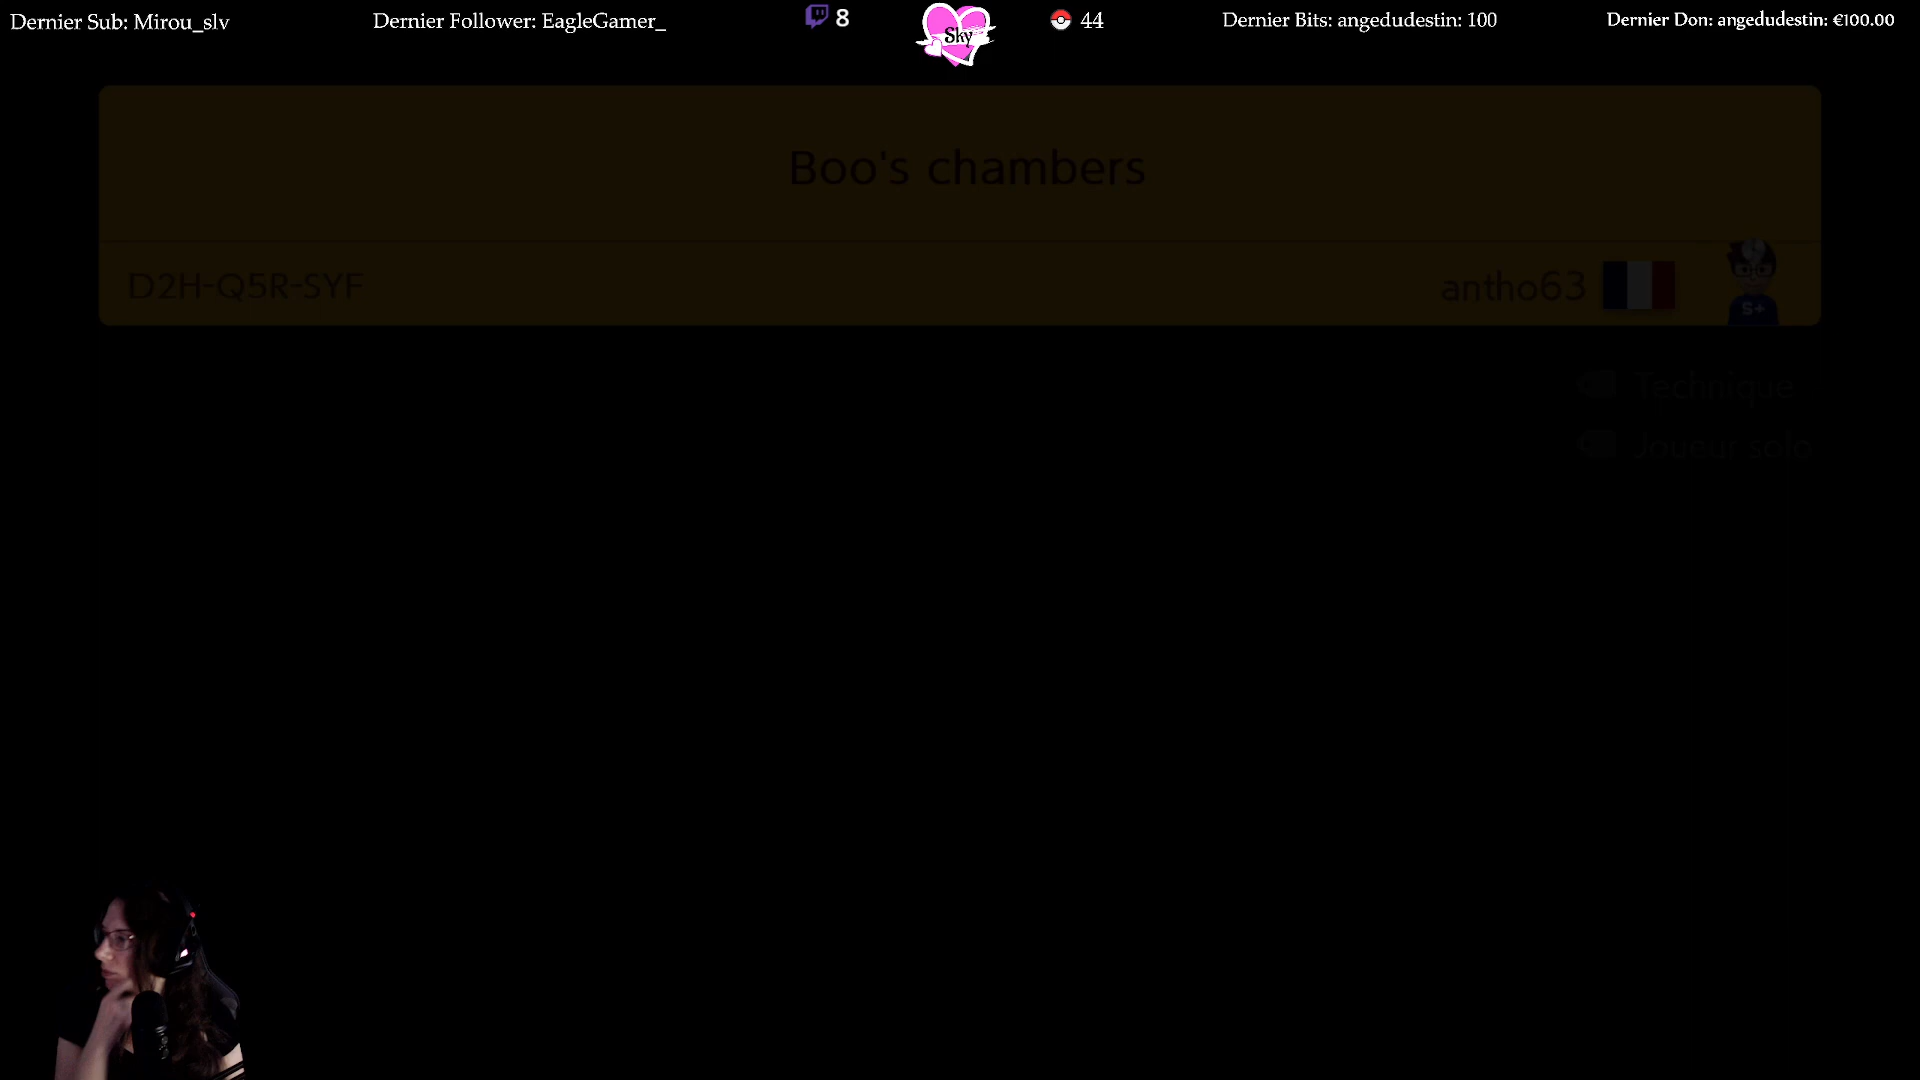 Dernier Sub: Mirou_slv
Dernier Follower: EagleGamer_
8
Sky
44
Dernier Bits: angedudestin: 100
Dernier Don: angedudestin: €100.00
Boo's chambers
D2H-Q5R-SYF
antho63
S+
Technique
Joueur solo